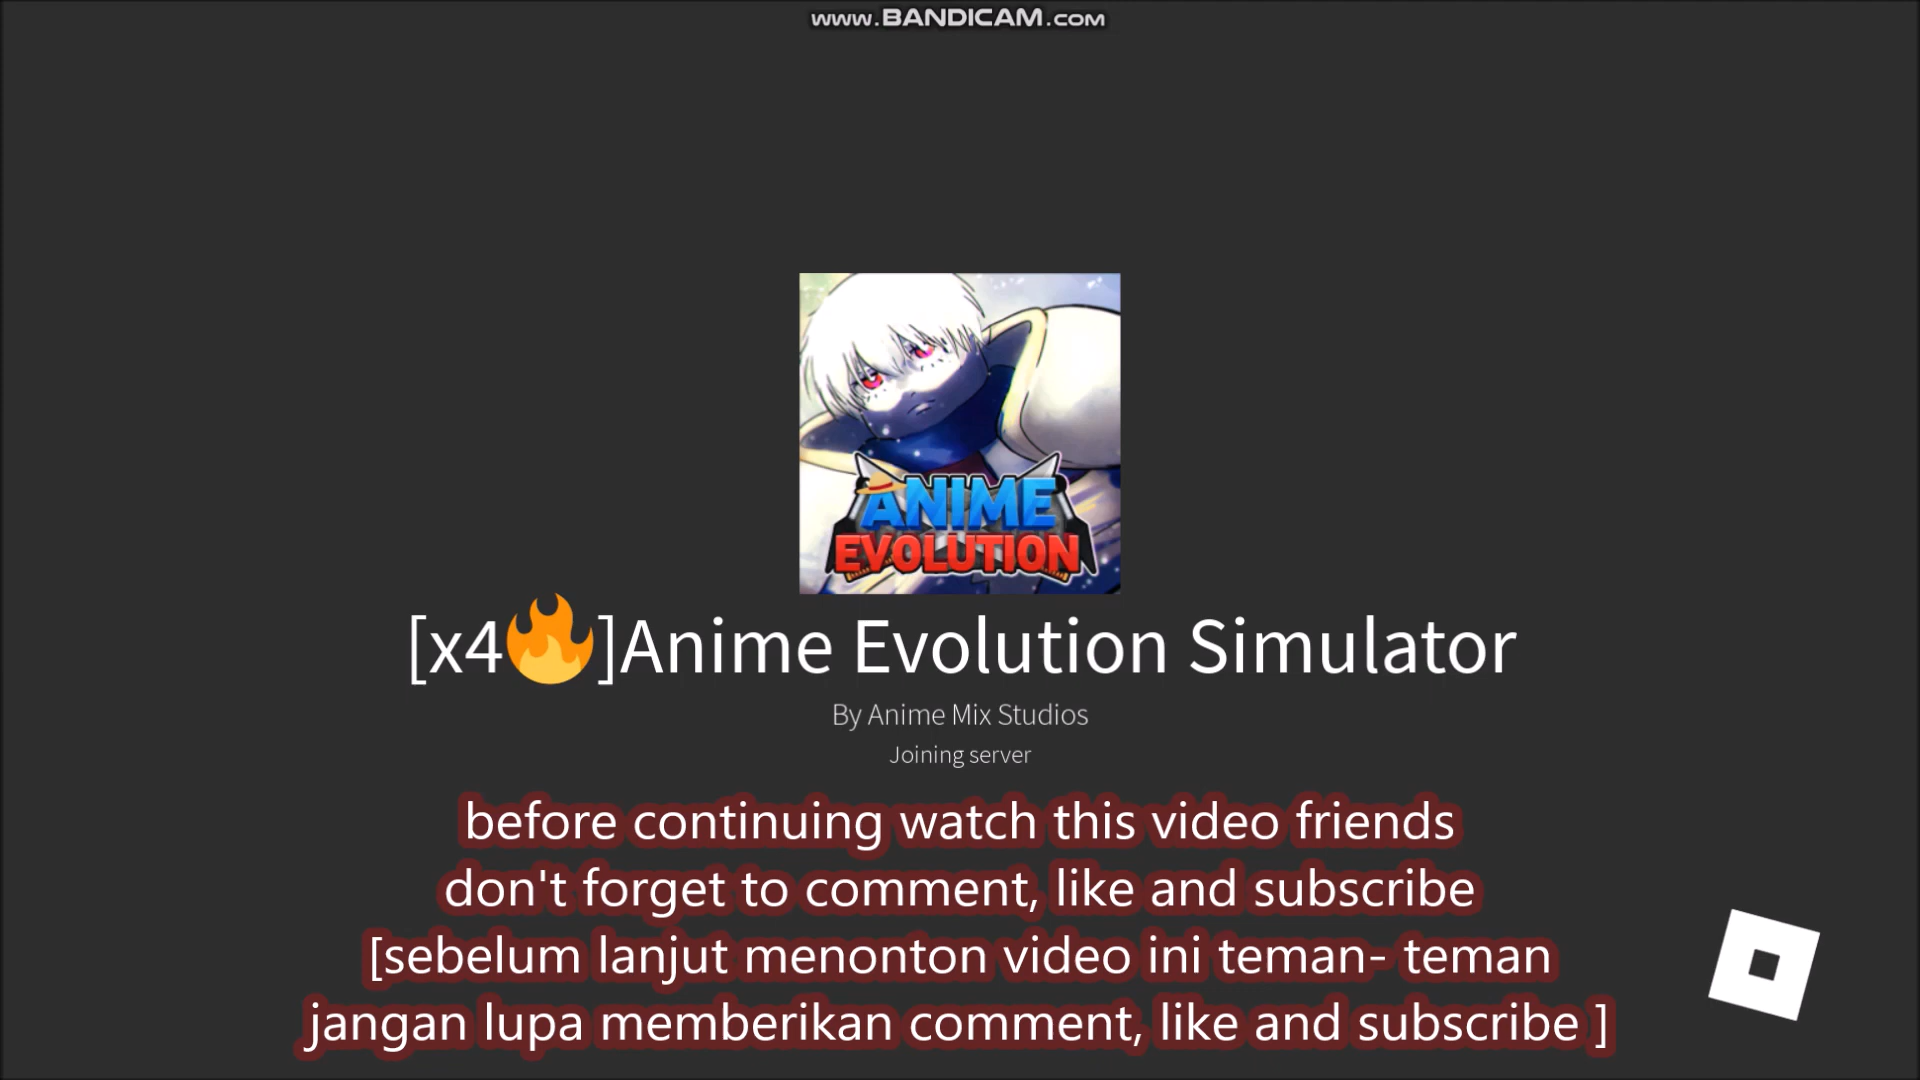 www.BANDICAM.com
ANIME
EVOLUTION
[x4🔥]Anime Evolution Simulator
By Anime Mix Studios
Joining server
before continuing watch this video friends
don't forget to comment, like and subscribe
[sebelum lanjut menonton video ini teman- teman
jangan lupa memberikan comment, like and subscribe ]